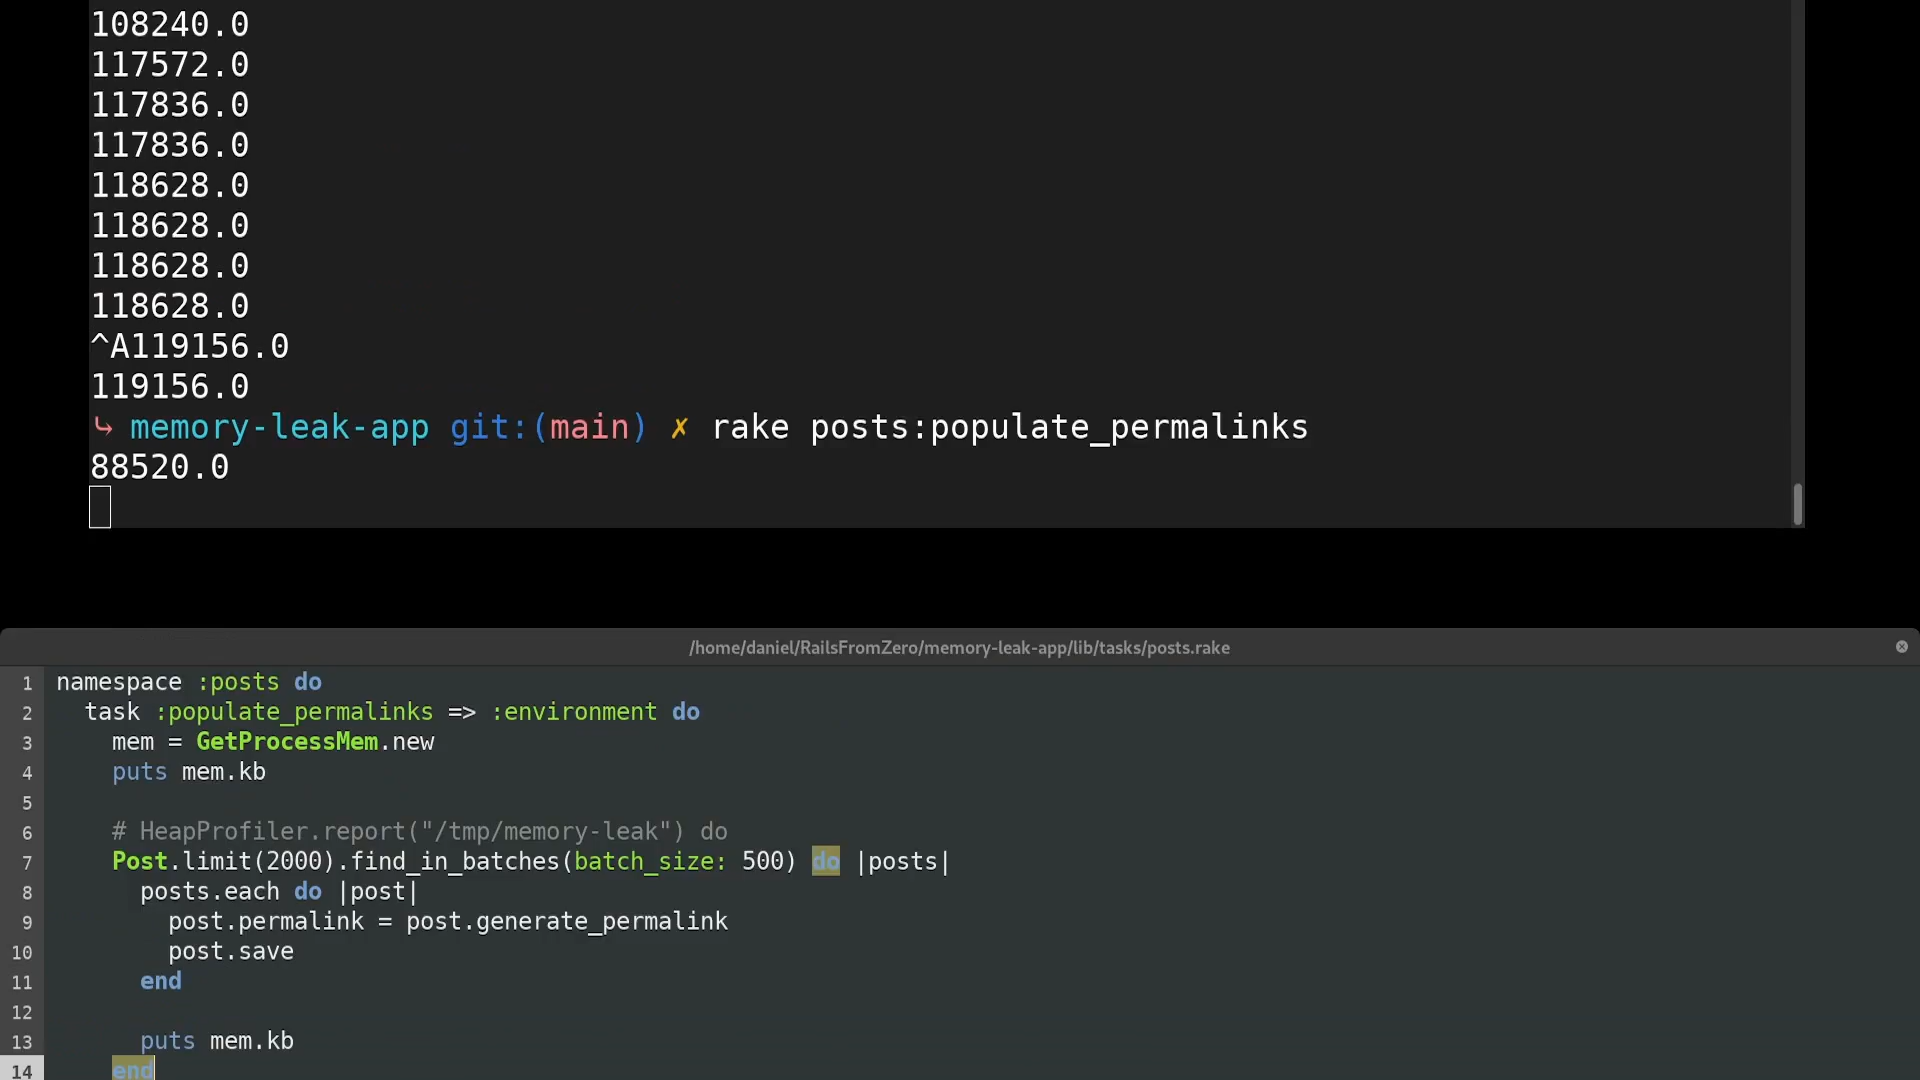 108240.0
117572.0
117836.0
117836.0
118628.0
118628.0
118628.0
118628.0
^A119156.0
119156.0
↪ memory-leak-app git:(main) ✗ rake posts:populate_permalinks
88520.0
/home/daniel/RailsFromZero/memory-leak-app/lib/tasks/posts.rake
1 namespace :posts do
2   task :populate_permalinks => :environment do
3     mem = GetProcessMem.new
4     puts mem.kb
5
6     # HeapProfiler.report("/tmp/memory-leak") do
7     Post.limit(2000).find_in_batches(batch_size: 500) do |posts|
8       posts.each do |post|
9         post.permalink = post.generate_permalink
10         post.save
11       end
12
13       puts mem.kb
14     end